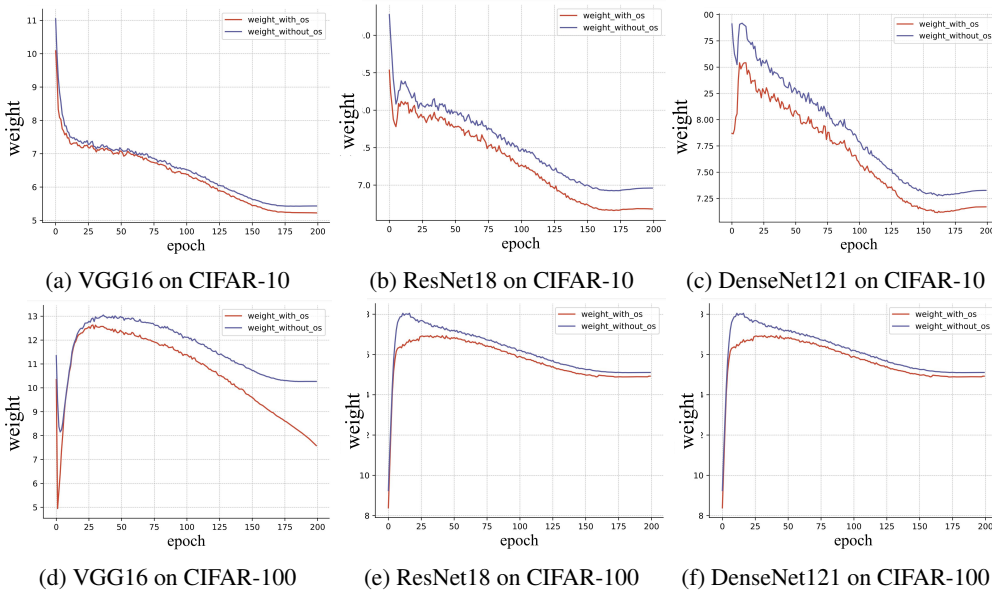 11
10
9
8
7
6
5
weight
weight_with_os
weight_without_os
0 25 50 75 100 125 150 175 200
epoch
(a) VGG16 on CIFAR-10
.0
.5
.0
.5
7.0
weight
weight_with_os
weight_without_os
0 25 50 75 100 125 150 175 200
epoch
(b) ResNet18 on CIFAR-10
00
50
25
8.00
7.50
7.25
weight
weight_with_os
weight_without_os
0 25 50 75 100 125 150 175 200
epoch
(c) DenseNet121 on CIFAR-10
13
12
11
10
9
8
7
6
5
weight
weight_with_os
weight_without_os
0 25 50 75 100 125 150 175 200
epoch
(d) VGG16 on CIFAR-100
10
8
weight
weight_with_os
weight_without_os
0 25 50 75 100 125 150 175 200
epoch
(e) ResNet18 on CIFAR-100
10
8
weight
weight_with_os
weight_without_os
0 25 50 75 100 125 150 175 200
epoch
(f) DenseNet121 on CIFAR-100